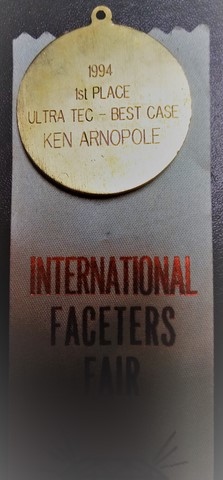 1994
1st PLACE
ULTRA TEC - BEST CASE
KEN ARNOPOLE
INTERNATIONAL
FACETERS
FAIR